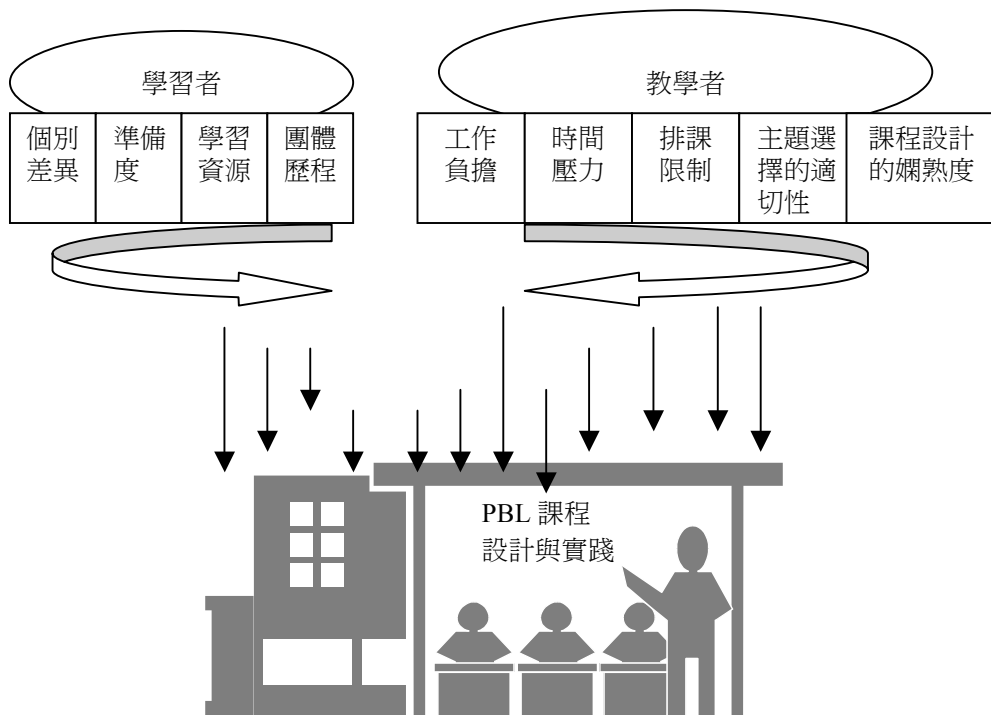 學習者
個別
差異
準備
度
學習
資源
團體
歷程
教學者
工作
負擔
時間
壓力
排課
限制
主題選
擇的適
切性
課程設計
的嫻熟度
PBL 課程
設計與實踐